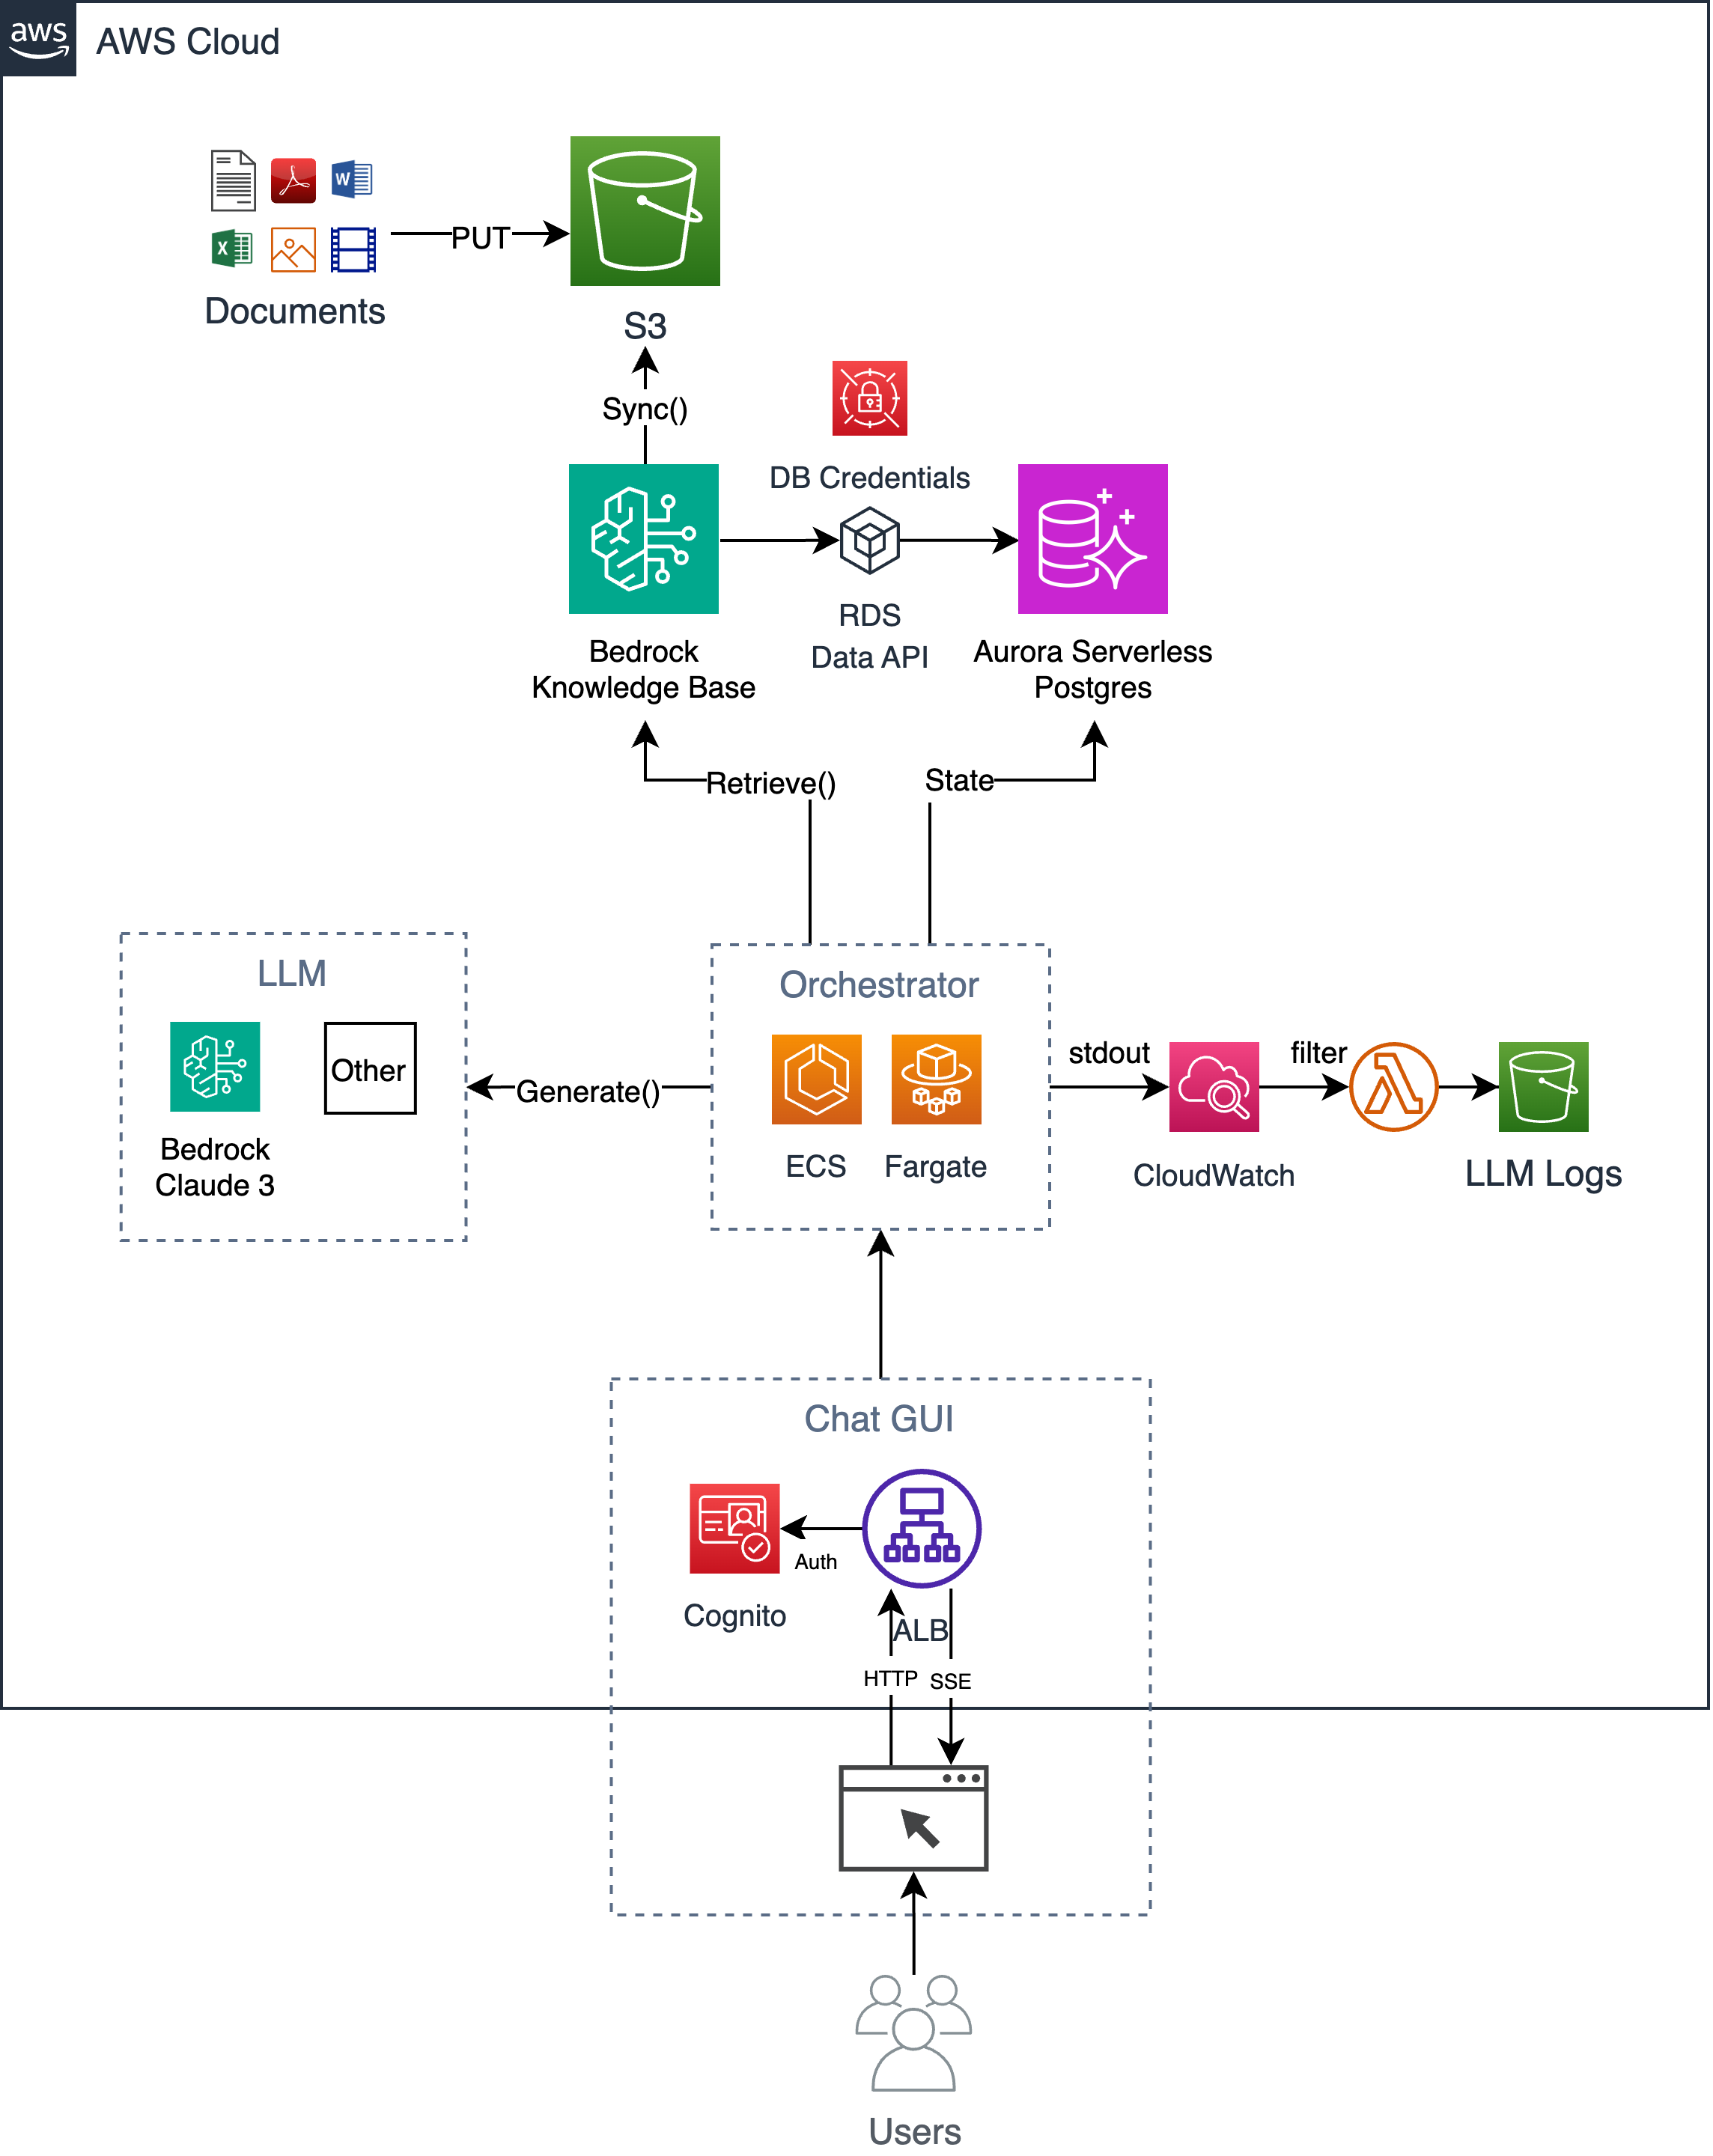 aws
AWS Cloud
W
X
PUT
Documents
S3
Sync()
DB Credentials
RDS
Data API
Bedrock
Knowledge Base
Aurora Serverless
Postgres
Retrieve()
State
LLM
Other
Bedrock
Claude 3
Generate()
Orchestrator
ECS
Fargate
stdout
filter
CloudWatch
LLM Logs
Chat GUI
Auth
Cognito
ALB
HTTP
SSE
Users